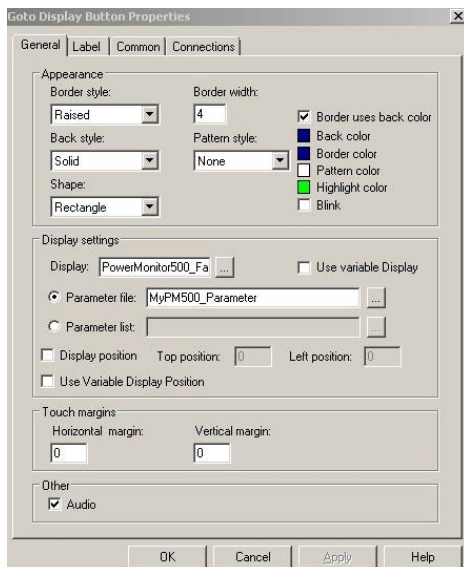 Goto Display Button Properties
General Label Common Connections
Appearance
Border style: Border width:
Raised 4
Border uses back color
Back style: Pattern style:
Back color
Solid None
Border color
Pattern color
Shape:
Highlight color
Rectangle
Blink
Display settings
Display: PowerMonitor500_Fa ... Use variable Display
Parameter file: MyPM500_Parameter ...
Parameter list: ...
Display position Top position: 0 Left position: 0
Use Variable Display Position
Touch margins
Horizontal margin: Vertical margin:
0 0
Other
Audio
OK Cancel Apply Help